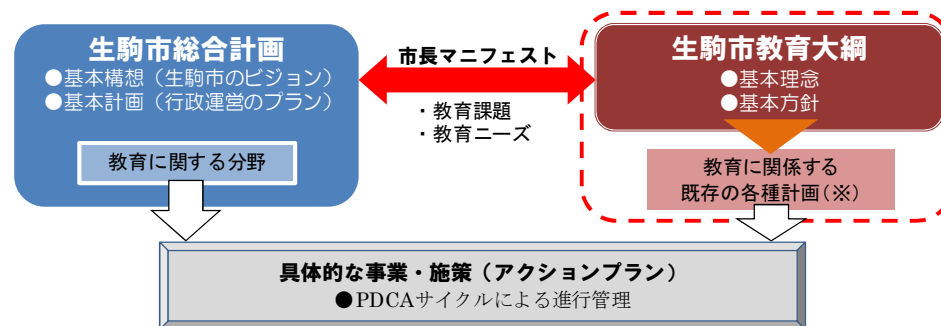 生駒市総合計画
●基本構想（生駒市のビジョン）
●基本計画（行政運営のプラン）
教育に関する分野
市長マニフェスト
・教育課題
・教育ニーズ
生駒市教育大綱
●基本理念
●基本方針
教育に関係する
既存の各種計画(※)
具体的な事業・施策（アクションプラン）
●PDCAサイクルによる進行管理